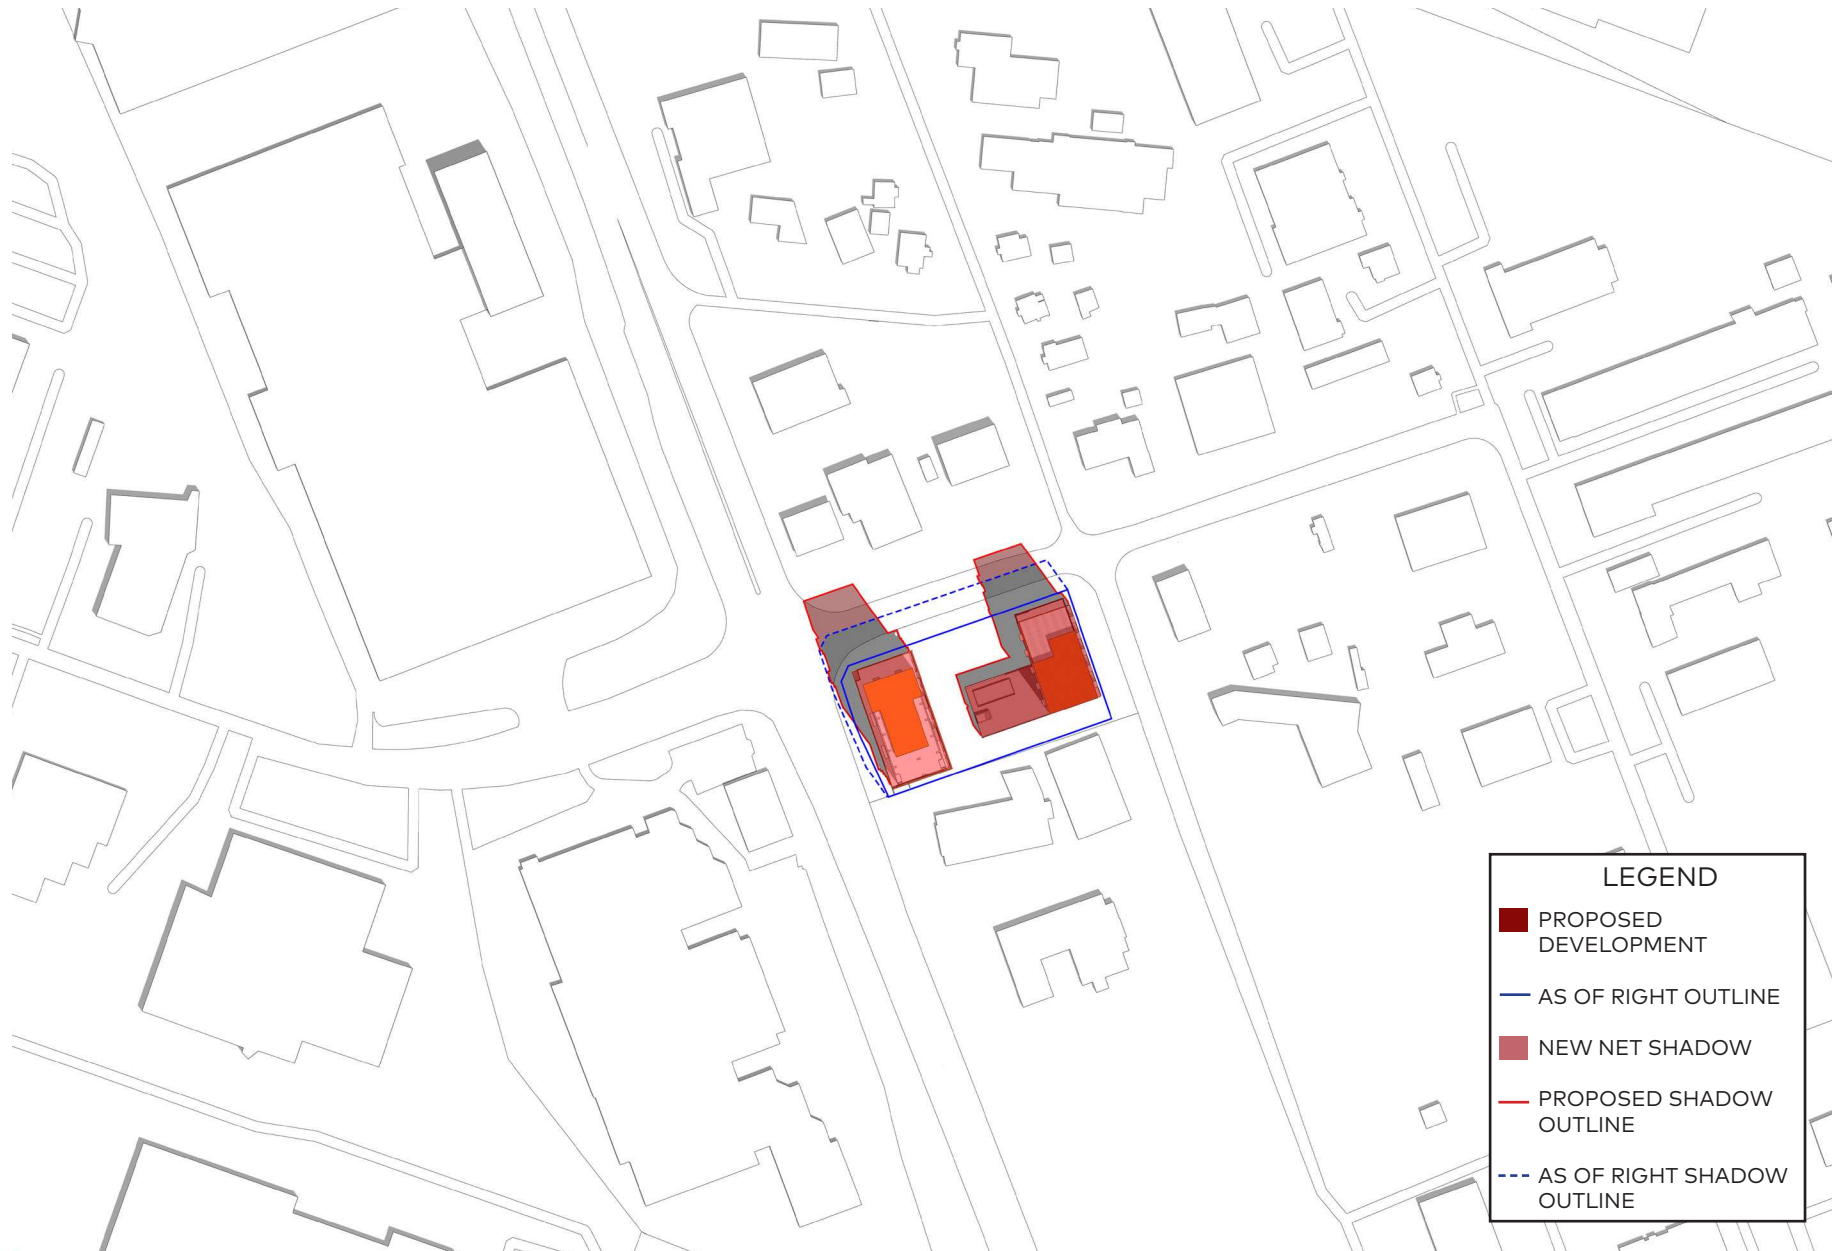 LEGEND
PROPOSED
DEVELOPMENT
AS OF RIGHT OUTLINE
NEW NET SHADOW
PROPOSED SHADOW
OUTLINE
AS OF RIGHT SHADOW
OUTLINE